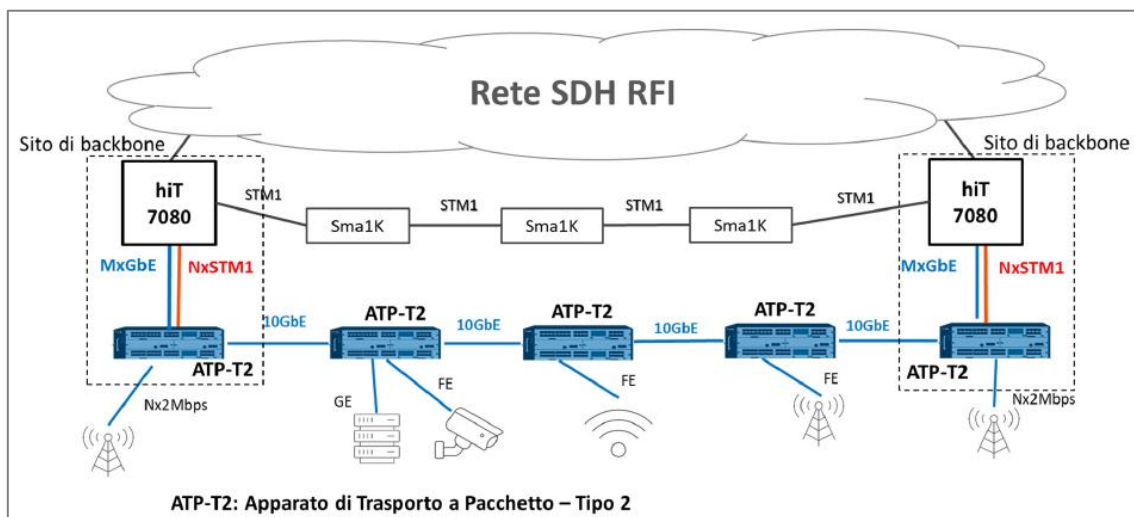 Rete SDH RFI
Sito di backbone
Sito di backbone
hiT
7080
STM1
Sma1K
STM1
Sma1K
STM1
Sma1K
STM1
hiT
7080
MxGbE
NxSTM1
MxGbE
NxSTM1
ATP-T2
10GbE
ATP-T2
10GbE
ATP-T2
10GbE
ATP-T2
10GbE
ATP-T2
Nx2Mbps
GE
FE
FE
FE
Nx2Mbps
ATP-T2: Apparato di Trasporto a Pacchetto – Tipo 2